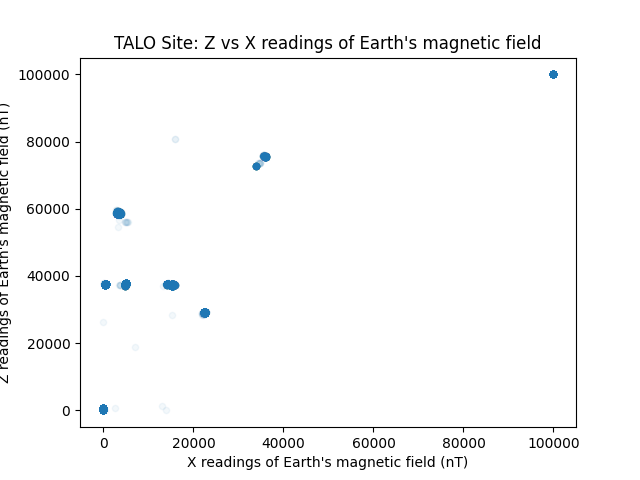 TALO Site: Z vs X readings of Earth's magnetic field
Z readings of Earth's magnetic field (nT)
100000
80000
60000
40000
20000
0
0 20000 40000 60000 80000 100000
X readings of Earth's magnetic field (nT)